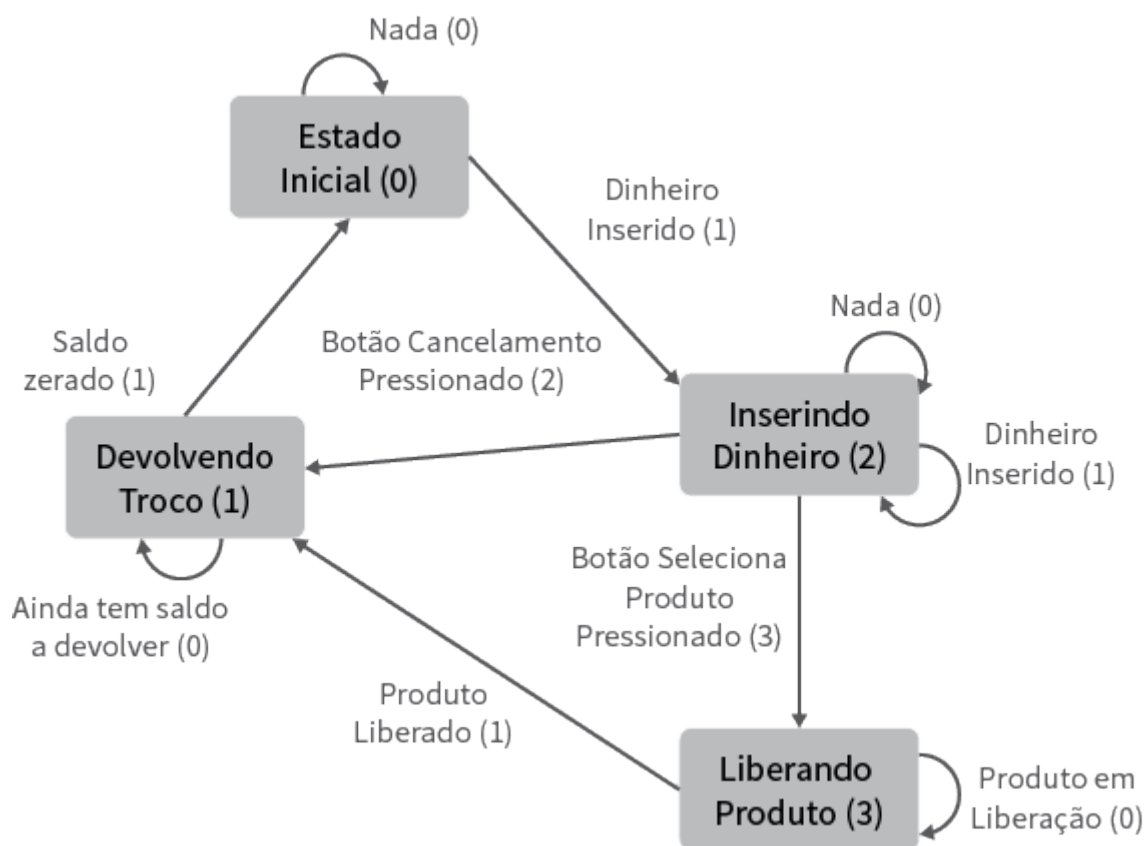 Nada (0)
Estado
Inicial (0)
Dinheiro
Inserido (1)
Nada (0)
Saldo
zerado (1)
Botão Cancelamento
Pressionado (2)
Inserindo
Dinheiro (2)
Dinheiro
Inserido (1)
Devolvendo
Troco (1)
Botão Seleciona
Produto
Pressionado (3)
Ainda tem saldo
a devolver (0)
Produto
Liberado (1)
Liberando
Produto (3)
Produto em
Liberação (0)